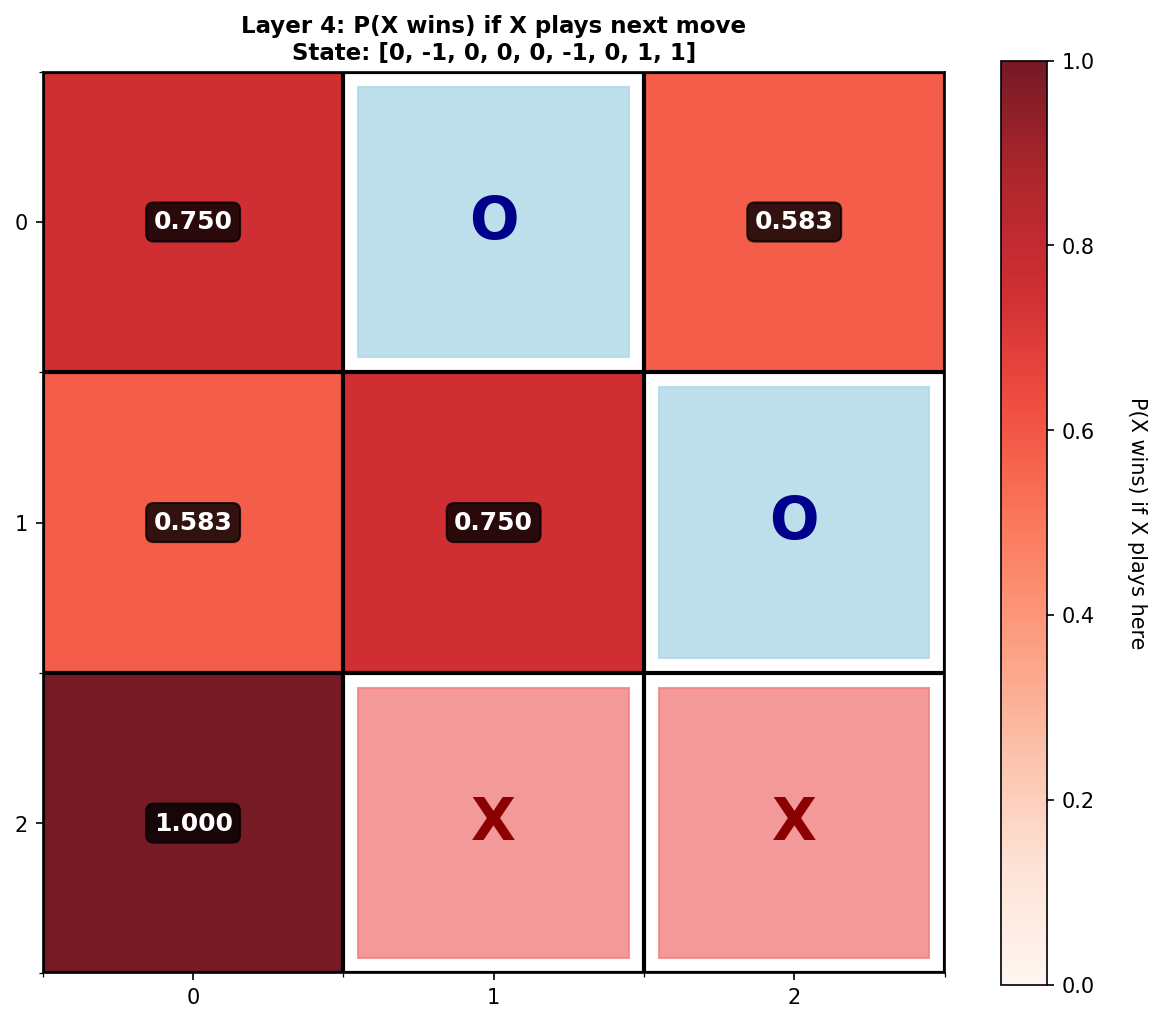 Layer 4: P(X wins) if X plays next move
State: [0, -1, 0, 0, 0, -1, 0, 1, 1]
0.750
O
0.583
0.583
0.750
O
1.000
X
X
0
1
2
0
1
2
1.0
0.8
0.6
0.4
0.2
0.0
P(X wins) if X plays here